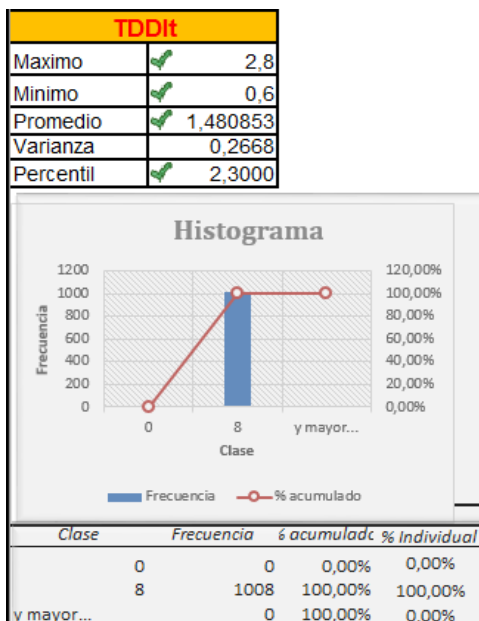 TDDIt
Maximo 2,8
Minimo 0,6
Promedio 1,480853
Varianza 0,2668
Percentil 2,3000
Histograma
1200 120,00%
1000 100,00%
800 80,00%
600 60,00%
400 40,00%
200 20,00%
0 0,00%
Frecuencia
0 8 y mayor...
Clase
Frecuencia % acumulado
Clase Frecuencia % acumulado % Individual
0 0 0,00% 0,00%
8 1008 100,00% 100,00%
y mayor... 0 100,00% 0,00%